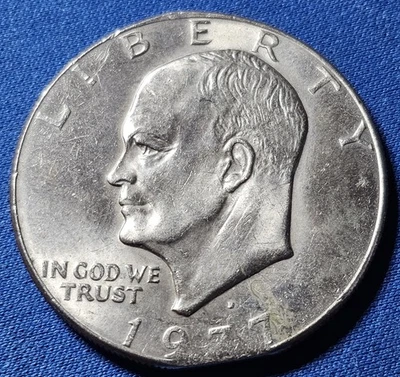 LIBERTY
IN GOD WE
TRUST
1977